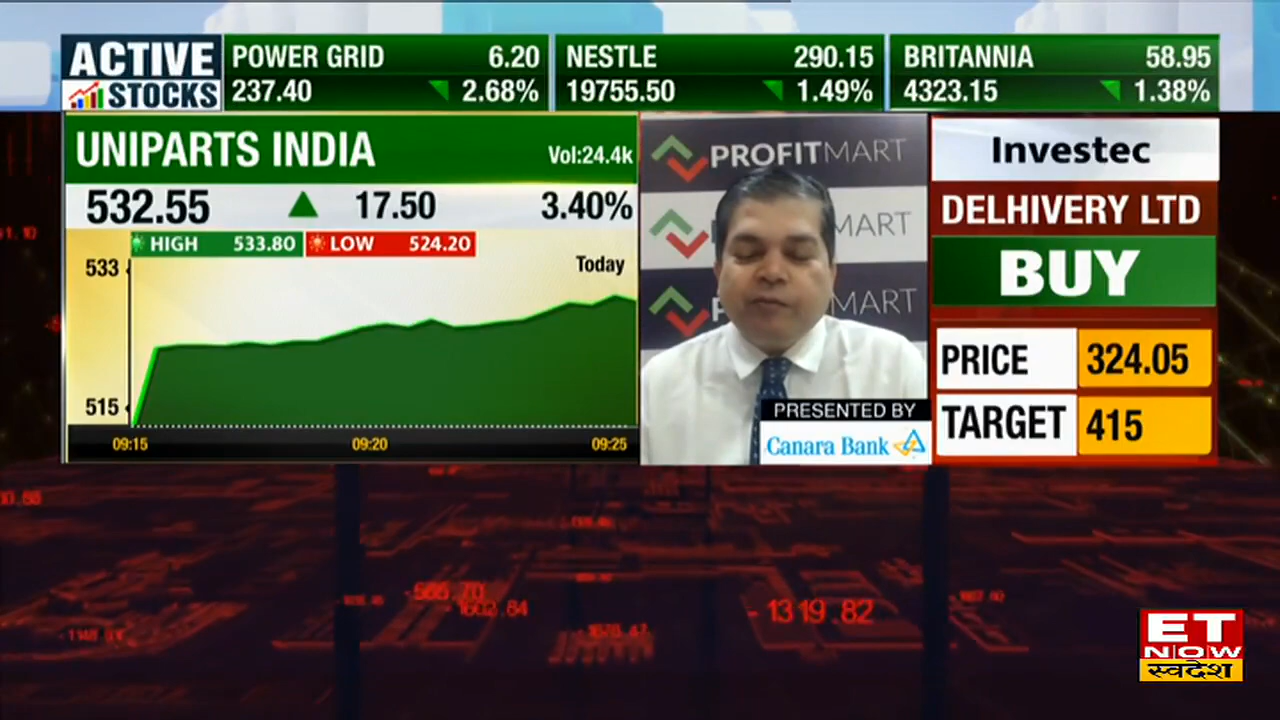 ACTIVE STOCKS
POWER GRID 6.20
237.40 2.68%
NESTLE 290.15
19755.50 1.49%
BRITANNIA 58.95
4323.15 1.38%
UNIPARTS INDIA Vol:24.4k
532.55 17.50 3.40%
HIGH 533.80 LOW 524.20
Today
533
515
09:15 09:20 09:25
PROFITMART
MART
MART
PRESENTED BY
Canara Bank
Investec
DELHIVERY LTD
BUY
PRICE 324.05
TARGET 415
-1319.82
ET
NOW
स्वदेश